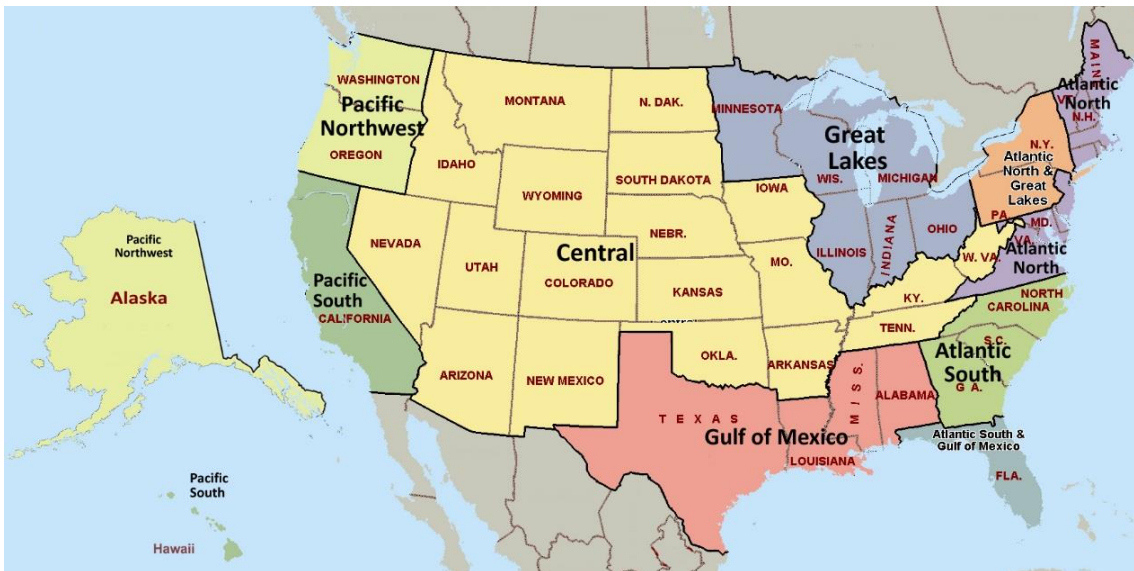 WASHINGTON
Pacific
Northwest
OREGON
MONTANA
IDAHO
WYOMING
N. DAK.
SOUTH DAKOTA
NEBR.
NEVADA
UTAH
COLORADO
Central
KANSAS
ARIZONA
NEW MEXICO
OKLA.
IOWA
MO.
ARKANSAS
KY.
TENN.
W. VA.
MINNESOTA
Great
Lakes
WIS.
MICHIGAN
ILLINOIS
INDIANA
OHIO
MAINE
Atlantic
North
VT.
N.H.
N.Y.
Atlantic
North &
Great
Lakes
PA.
MD.
VA.
Atlantic
North
NORTH
CAROLINA
S.C.
Atlantic
South
G A.
Atlantic South &
Gulf of Mexico
FLA.
TEXAS
Gulf of Mexico
LOUISIANA
MISS.
ALABAMA
Pacific
South
CALIFORNIA
Pacific
Northwest
Alaska
Pacific
South
Hawaii